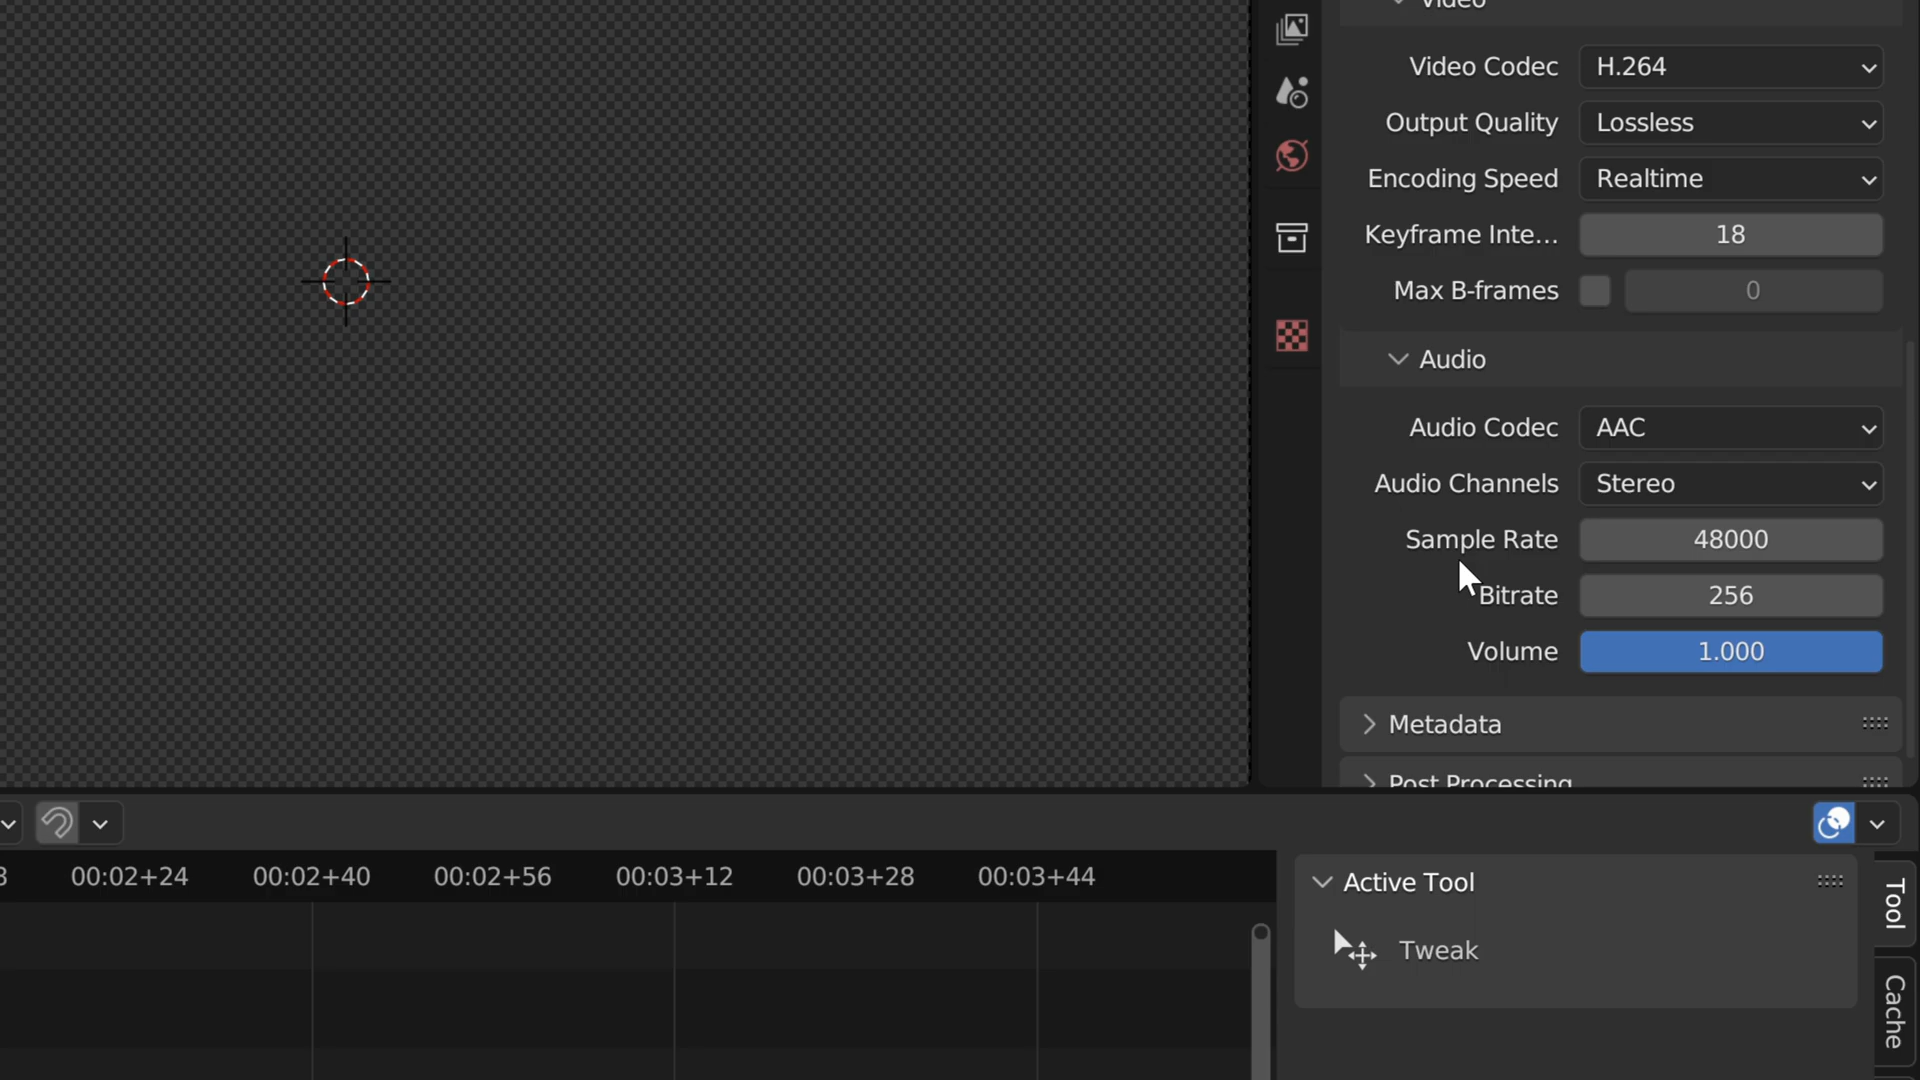 Video
Video Codec H.264
Output Quality Lossless
Encoding Speed Realtime
Keyframe Inte... 18
Max B-frames 0
Audio
Audio Codec AAC
Audio Channels Stereo
Sample Rate 48000
Bitrate 256
Volume 1.000
Metadata
Post Processing
00:02+24 00:02+40 00:02+56 00:03+12 00:03+28 00:03+44
Active Tool
Tweak
Tool
Cache